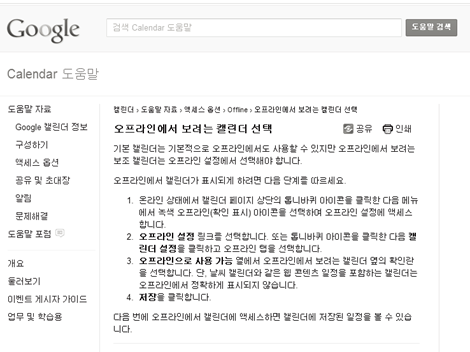 Google
검색 Calendar 도움말
도움말 검색
Calendar 도움말
도움말 자료
Google 캘린더 정보
구성하기
액세스 옵션
공유 및 초대장
알림
문제해결
도움말 포럼
개요
둘러보기
이벤트 게시자 가이드
업무 및 학습용
캘린더 › 도움말 자료 › 액세스 옵션 › Offline › 오프라인에서 보려는 캘린더 선택
오프라인에서 보려는 캘린더 선택
공유
인쇄
기본 캘린더는 기본적으로 오프라인에서도 사용할 수 있지만 오프라인에서 보려는
보조 캘린더는 오프라인 설정에서 선택해야 합니다.
오프라인에서 캘린더가 표시되게 하려면 다음 단계를 따르세요.
1. 온라인 상태에서 캘린더 페이지 상단의 톱니바퀴 아이콘을 클릭한 다음 메뉴
에서 녹색 오프라인(확인 표시) 아이콘을 선택하여 오프라인 설정에 액세스
합니다.
2. 오프라인 설정 링크를 선택합니다. 또는 톱니바퀴 아이콘을 클릭한 다음 캘
린더 설정을 클릭하고 오프라인 탭을 선택합니다.
3. 오프라인으로 사용 가능 열에서 오프라인에서 보려는 캘린더 옆의 확인란
을 선택합니다. 단, 날씨 캘린더와 같은 웹 콘텐츠 일정을 포함하는 캘린더는
오프라인에서 정확하게 표시되지 않습니다.
4. 저장을 클릭합니다.
다음 번에 오프라인에서 캘린더에 액세스하면 캘린더에 저장된 일정을 볼 수 있
습니다.